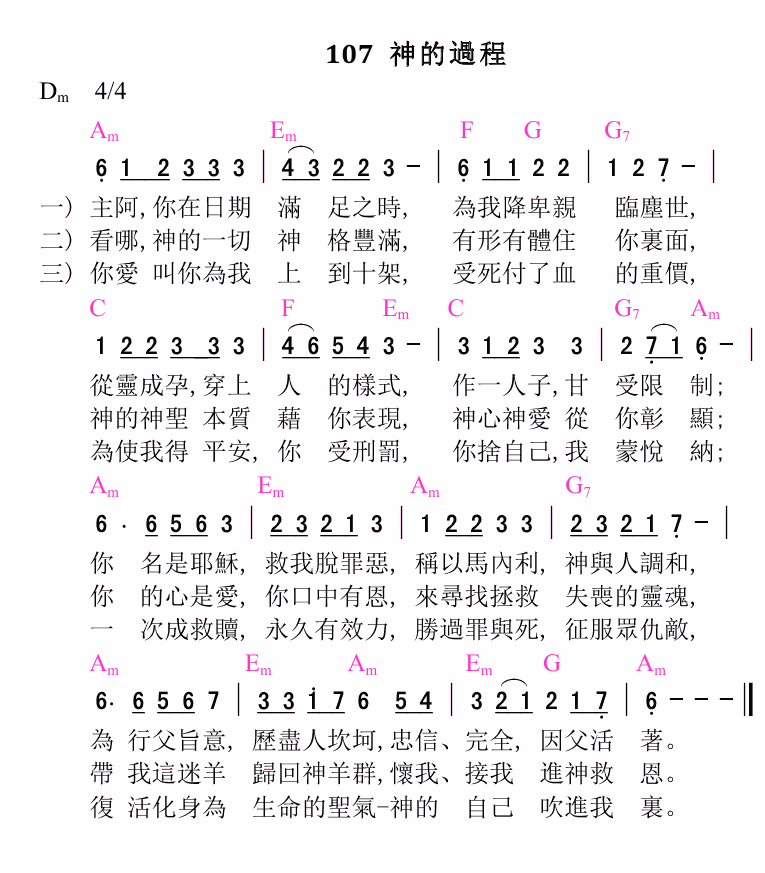 107 神的過程
Dm 4/4
Am Em F G G7
6 1 2 3 3 3 | 4 3 2 2 3 - | 6 1 1 2 2 | 1 2 7 - |
一) 主阿,你在日期 滿 足之時, 為我降卑親 臨塵世,
二) 看哪,神的一切 神 格豐滿, 有形有體住 你裏面,
三) 你愛 叫你為我 上 到十架, 受死付了血 的重價,
C F Em C G7 Am
1 2 2 3 3 3 | 4 6 5 4 3 - | 3 1 2 3 3 | 2 7 1 6 - |
從靈成孕,穿上 人 的樣式, 作一人子,甘 受限 制;
神的神聖 本質 藉 你表現, 神心神愛 從 你彰 顯;
為使我得 平安, 你 受刑罰, 你捨自己,我 蒙悅 納;
Am Em Am G7
6 . 6 5 6 3 | 2 3 2 1 3 | 1 2 2 3 3 | 2 3 2 1 7 - |
你 名是耶穌, 救我脫罪惡, 稱以馬內利, 神與人調和,
你 的心是愛, 你口中有恩, 來尋找拯救 失喪的靈魂,
一 次成救贖, 永久有效力, 勝過罪與死, 征服眾仇敵,
Am Em Am Em G Am
6. 6 5 6 7 | 3 3 1 7 6 5 4 | 3 2 1 2 1 7 | 6 - - - ‖
為 行父旨意, 歷盡人坎坷,忠信、完全, 因父活 著。
帶 我這迷羊 歸回神羊群,懷我、接我 進神救 恩。
復 活化身為 生命的聖氣-神的 自己 吹進我 裏。